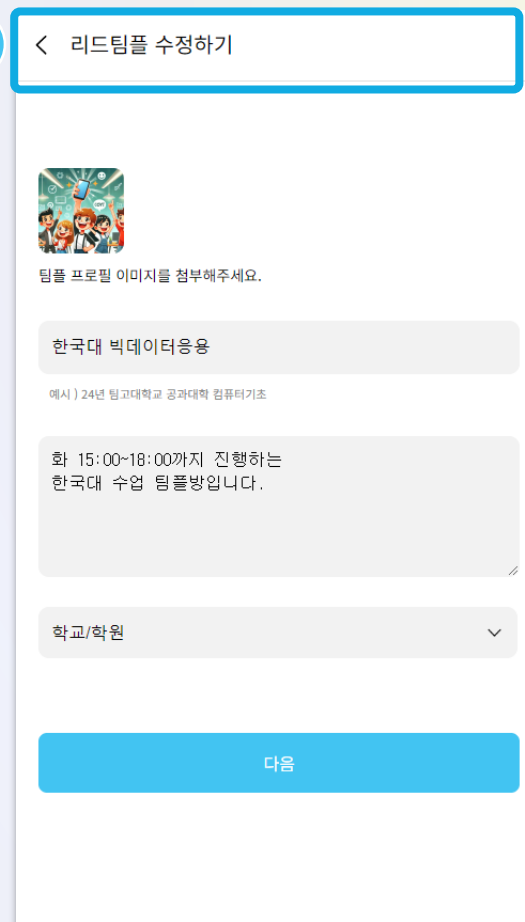 리드팀플 수정하기
팀플 프로필 이미지를 첨부해주세요.
한국대 빅데이터응용
예시 ) 24년 팀고대학교 공과대학 컴퓨터기초
화 15:00~18:00까지 진행하는
한국대 수업 팀플방입니다.
학교/학원
다음